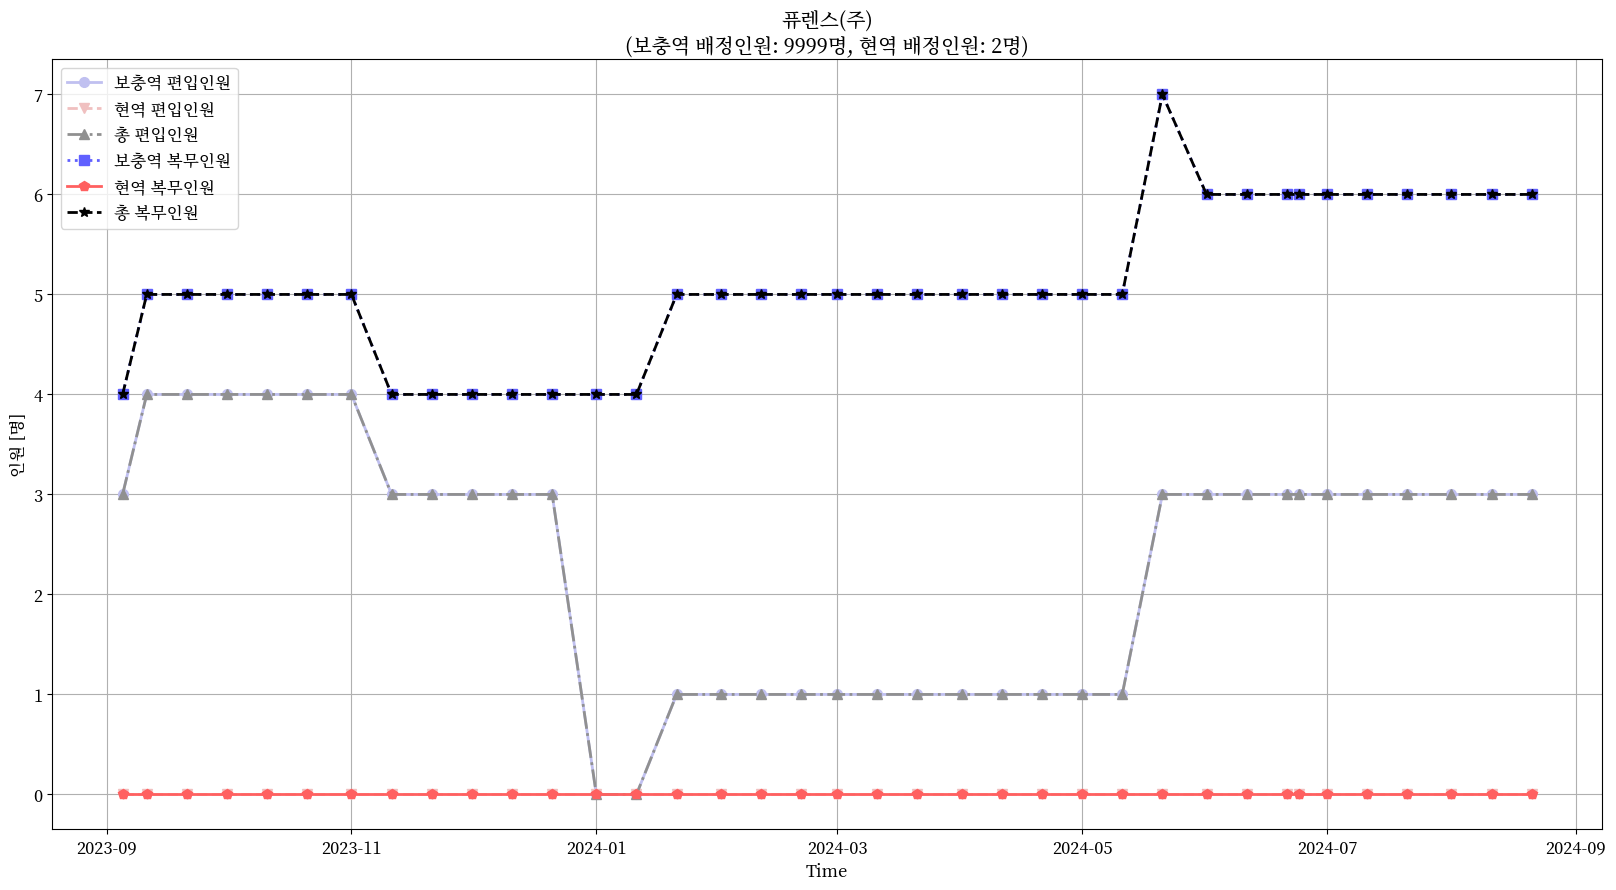 퓨렌스(주)
(보충역 배정인원: 9999명, 현역 배정인원: 2명)
보충역 편입인원
현역 편입인원
총 편입인원
보충역 복무인원
현역 복무인원
총 복무인원
인원 [명]
7
6
5
4
3
2
1
0
2023-09
2023-11
2024-01
2024-03
2024-05
2024-07
2024-09
Time